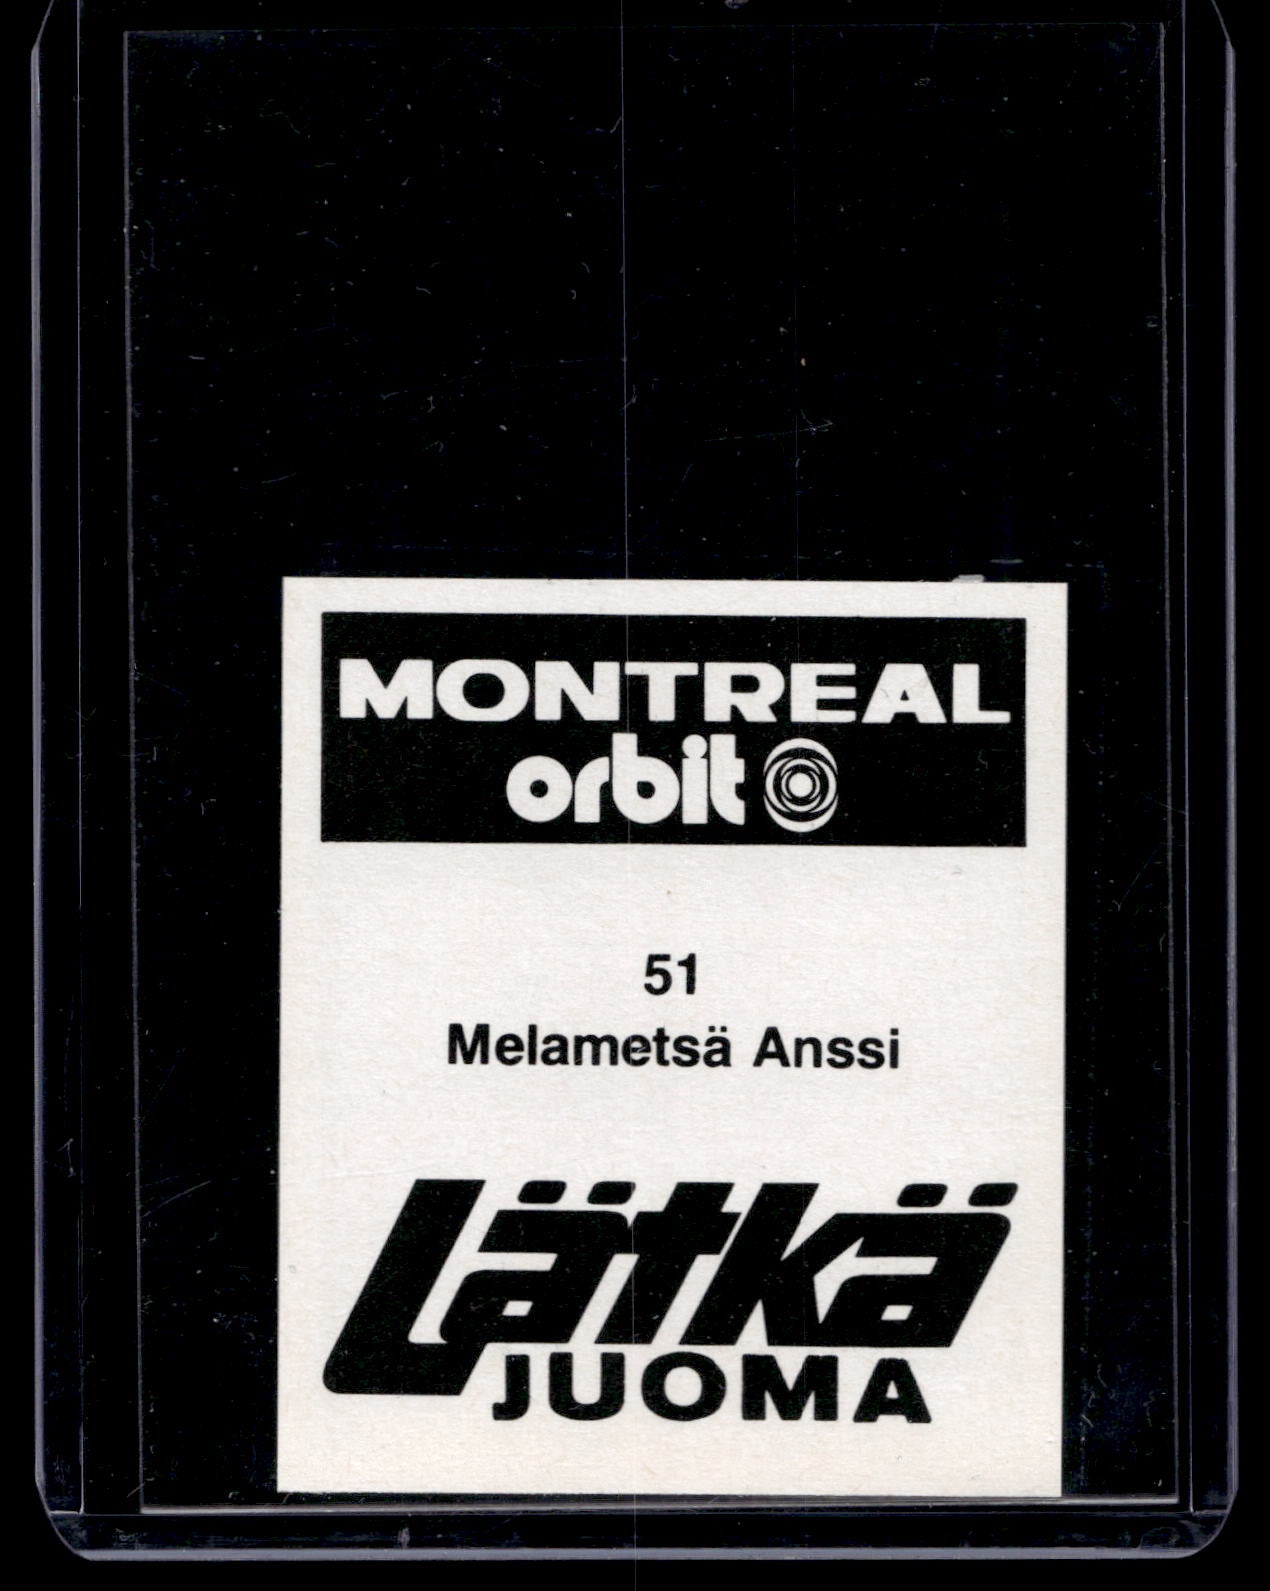 MONTREAL
orbit
51
Melametsä Anssi
Lätkä
JUOMA